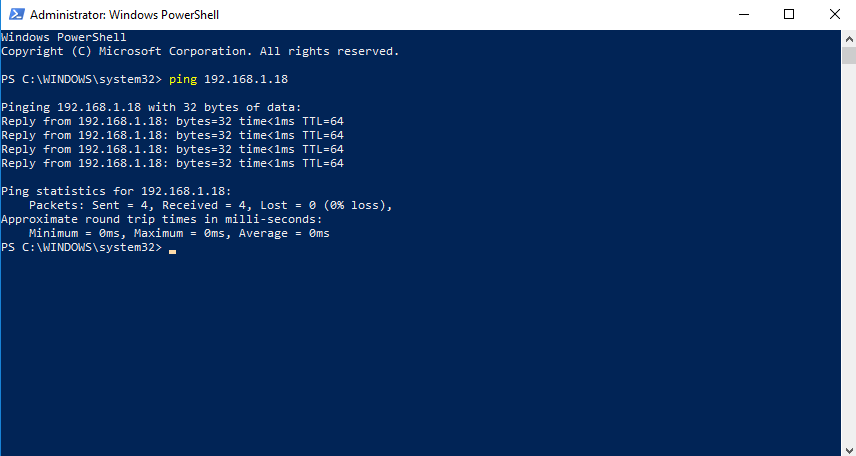 Administrator: Windows PowerShell
Windows PowerShell
Copyright (C) Microsoft Corporation. All rights reserved.
PS C:\WINDOWS\system32> ping 192.168.1.18
Pinging 192.168.1.18 with 32 bytes of data:
Reply from 192.168.1.18: bytes=32 time<1ms TTL=64
Reply from 192.168.1.18: bytes=32 time<1ms TTL=64
Reply from 192.168.1.18: bytes=32 time<1ms TTL=64
Reply from 192.168.1.18: bytes=32 time<1ms TTL=64
Ping statistics for 192.168.1.18:
    Packets: Sent = 4, Received = 4, Lost = 0 (0% loss),
Approximate round trip times in milli-seconds:
    Minimum = 0ms, Maximum = 0ms, Average = 0ms
PS C:\WINDOWS\system32>